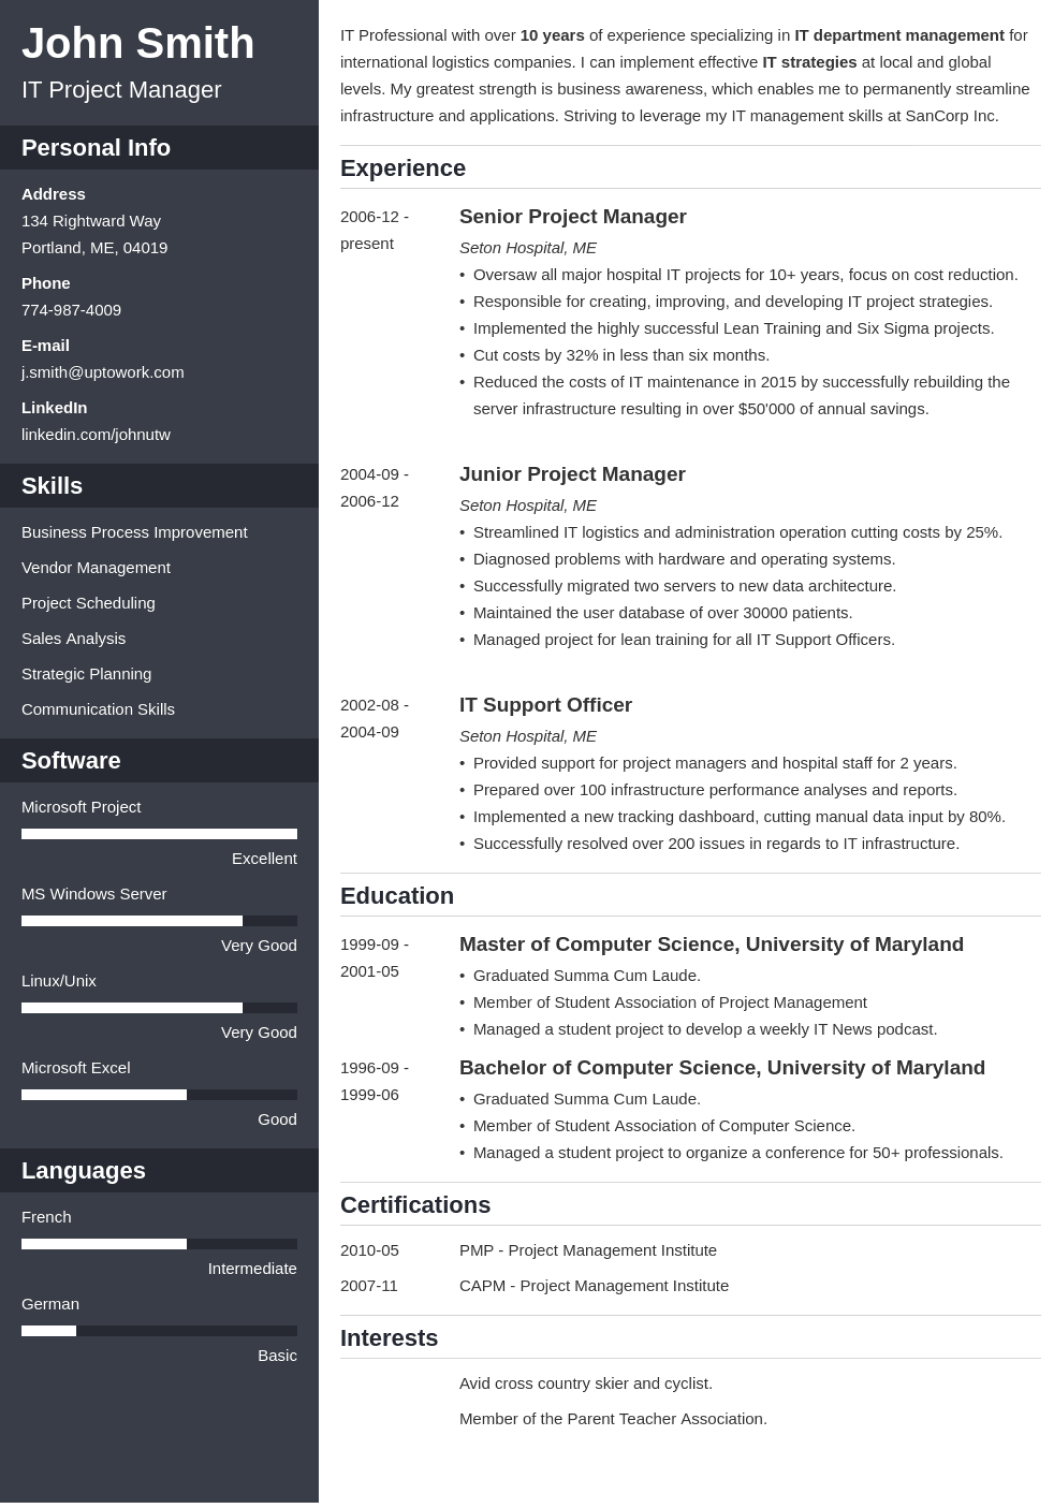 John Smith
IT Project Manager
Personal Info
Address
134 Rightward Way
Portland, ME, 04019
Phone
774-987-4009
E-mail
j.smith@uptowork.com
LinkedIn
linkedin.com/johnutw
Skills
Business Process Improvement
Vendor Management
Project Scheduling
Sales Analysis
Strategic Planning
Communication Skills
Software
Microsoft Project
Excellent
MS Windows Server
Very Good
Linux/Unix
Very Good
Microsoft Excel
Good
Languages
French
Intermediate
German
Basic
IT Professional with over 10 years of experience specializing in IT department management for
international logistics companies. I can implement effective IT strategies at local and global
levels. My greatest strength is business awareness, which enables me to permanently streamline
infrastructure and applications. Striving to leverage my IT management skills at SanCorp Inc.
Experience
2006-12 -
present
Senior Project Manager
Seton Hospital, ME
• Oversaw all major hospital IT projects for 10+ years, focus on cost reduction.
• Responsible for creating, improving, and developing IT project strategies.
• Implemented the highly successful Lean Training and Six Sigma projects.
• Cut costs by 32% in less than six months.
• Reduced the costs of IT maintenance in 2015 by successfully rebuilding the
server infrastructure resulting in over $50'000 of annual savings.
2004-09 -
2006-12
Junior Project Manager
Seton Hospital, ME
• Streamlined IT logistics and administration operation cutting costs by 25%.
• Diagnosed problems with hardware and operating systems.
• Successfully migrated two servers to new data architecture.
• Maintained the user database of over 30000 patients.
• Managed project for lean training for all IT Support Officers.
2002-08 -
2004-09
IT Support Officer
Seton Hospital, ME
• Provided support for project managers and hospital staff for 2 years.
• Prepared over 100 infrastructure performance analyses and reports.
• Implemented a new tracking dashboard, cutting manual data input by 80%.
• Successfully resolved over 200 issues in regards to IT infrastructure.
Education
1999-09 -
2001-05
Master of Computer Science, University of Maryland
• Graduated Summa Cum Laude.
• Member of Student Association of Project Management
• Managed a student project to develop a weekly IT News podcast.
1996-09 -
1999-06
Bachelor of Computer Science, University of Maryland
• Graduated Summa Cum Laude.
• Member of Student Association of Computer Science.
• Managed a student project to organize a conference for 50+ professionals.
Certifications
2010-05 PMP - Project Management Institute
2007-11 CAPM - Project Management Institute
Interests
Avid cross country skier and cyclist.
Member of the Parent Teacher Association.